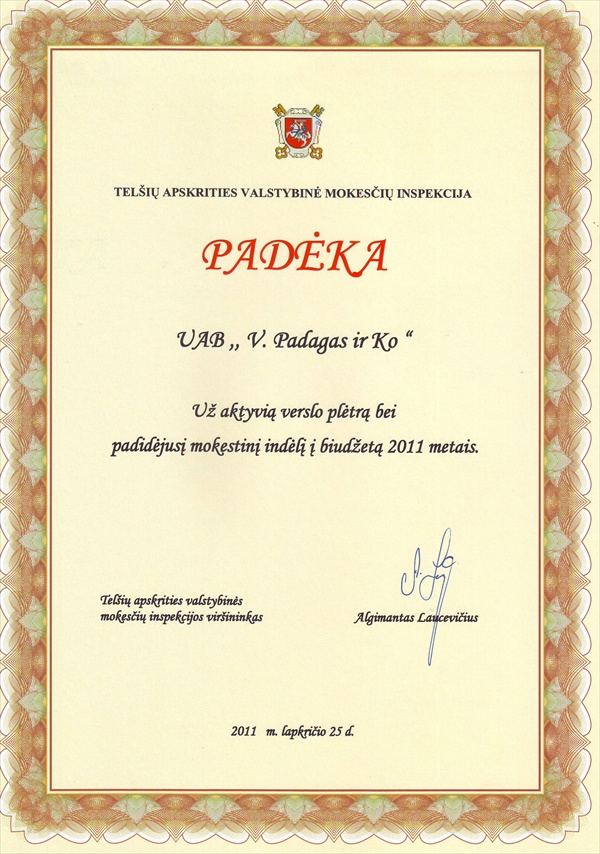 TELŠIŲ APSKRITIES VALSTYBINĖ MOKESČIŲ INSPEKCIJA
PADĖKA
UAB ,, V. Padagas ir Ko “
Už aktyvią verslo plėtrą bei
padidėjusį mokestinį indėlį į biudžetą 2011 metais.
Telšių apskrities valstybinės
mokesčių inspekcijos viršininkas
Algimantas Laucevičius
2011 m. lapkričio 25 d.